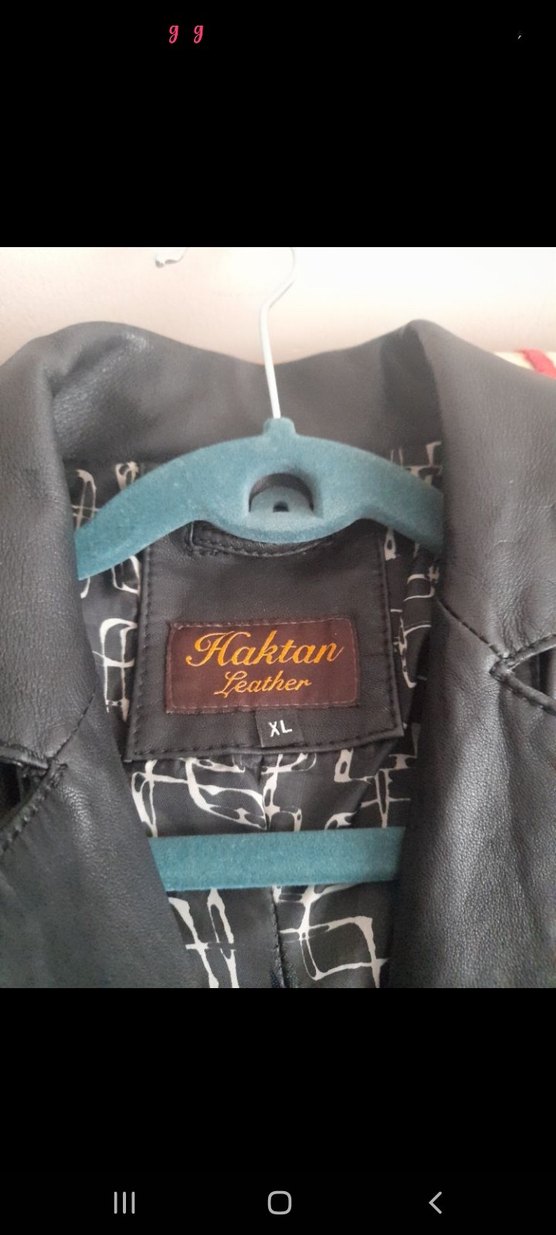 g g
Haktan
Leather
XL